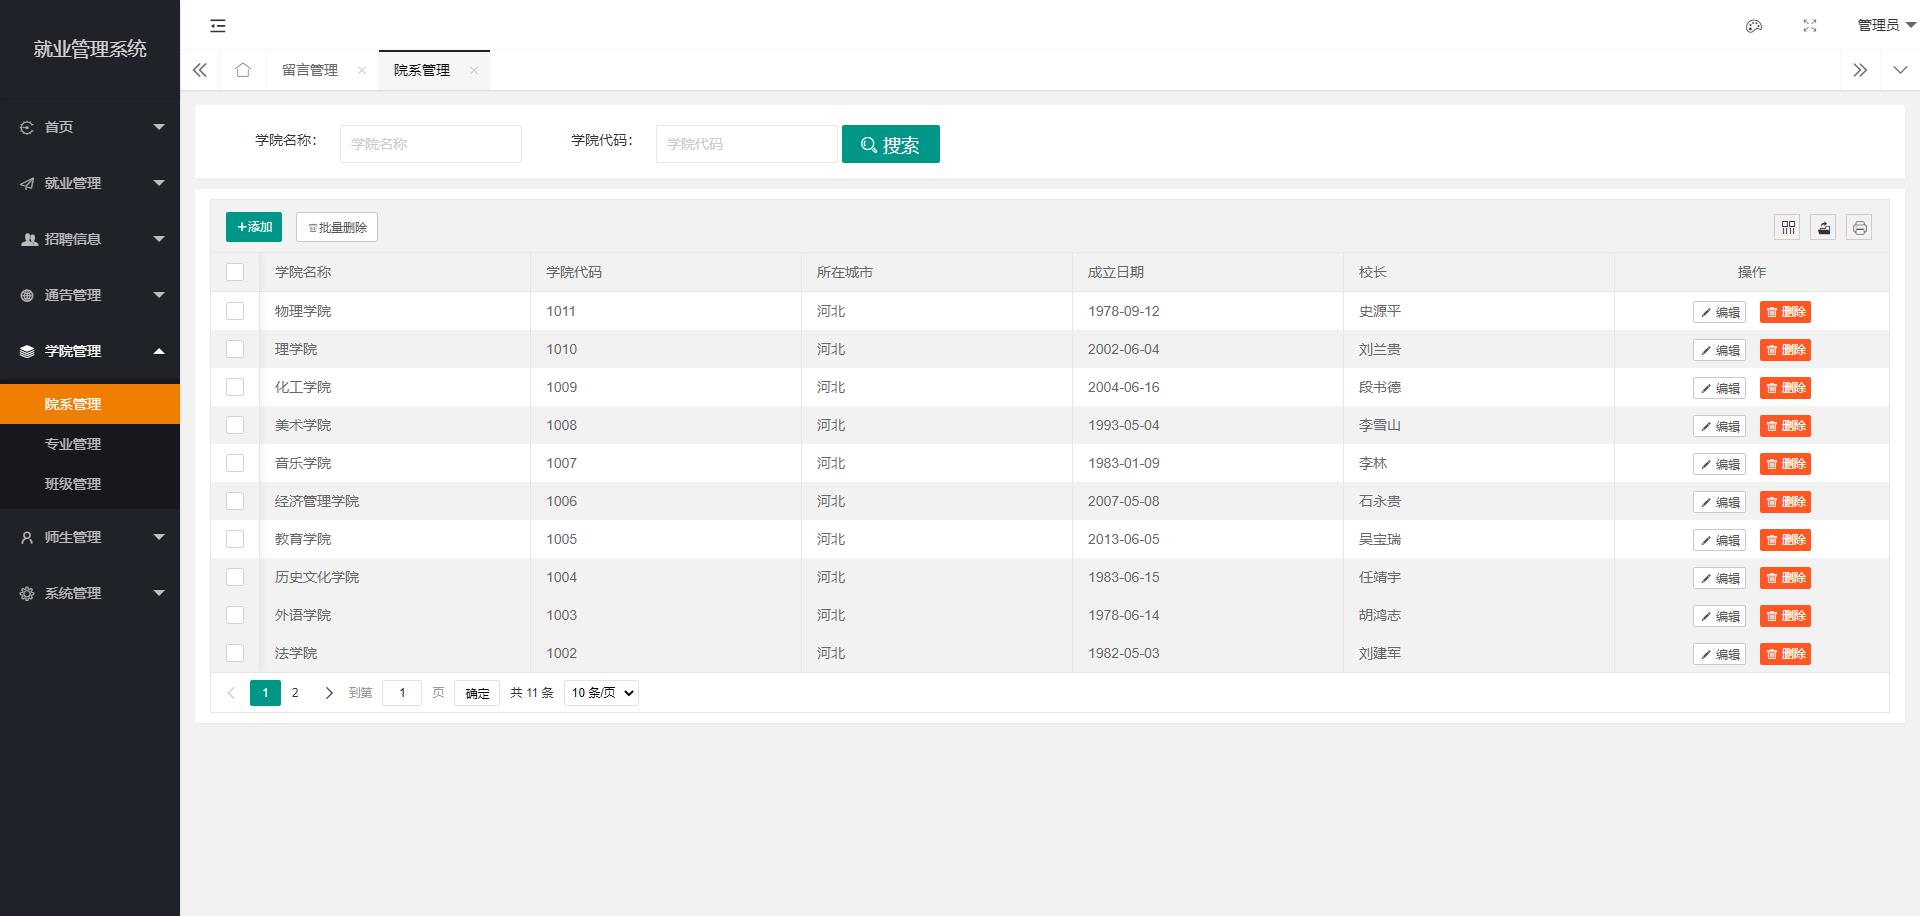 就业管理系统
管理员
留言管理
院系管理
首页
就业管理
招聘信息
通告管理
学院管理
院系管理
专业管理
班级管理
师生管理
系统管理
学院名称： 学院名称 学院代码： 学院代码 搜索
添加 批量删除
学院名称 学院代码 所在城市 成立日期 校长 操作
物理学院 1011 河北 1978-09-12 史源平 编辑 删除
理学院 1010 河北 2002-06-04 刘兰贵 编辑 删除
化工学院 1009 河北 2004-06-16 段书德 编辑 删除
美术学院 1008 河北 1993-05-04 李雪山 编辑 删除
音乐学院 1007 河北 1983-01-09 李林 编辑 删除
经济管理学院 1006 河北 2007-05-08 石永贵 编辑 删除
教育学院 1005 河北 2013-06-05 吴宝瑞 编辑 删除
历史文化学院 1004 河北 1983-06-15 任靖宇 编辑 删除
外语学院 1003 河北 1978-06-14 胡鸿志 编辑 删除
法学院 1002 河北 1982-05-03 刘建军 编辑 删除
1 2 到第 1 页 确定 共 11 条 10 条/页